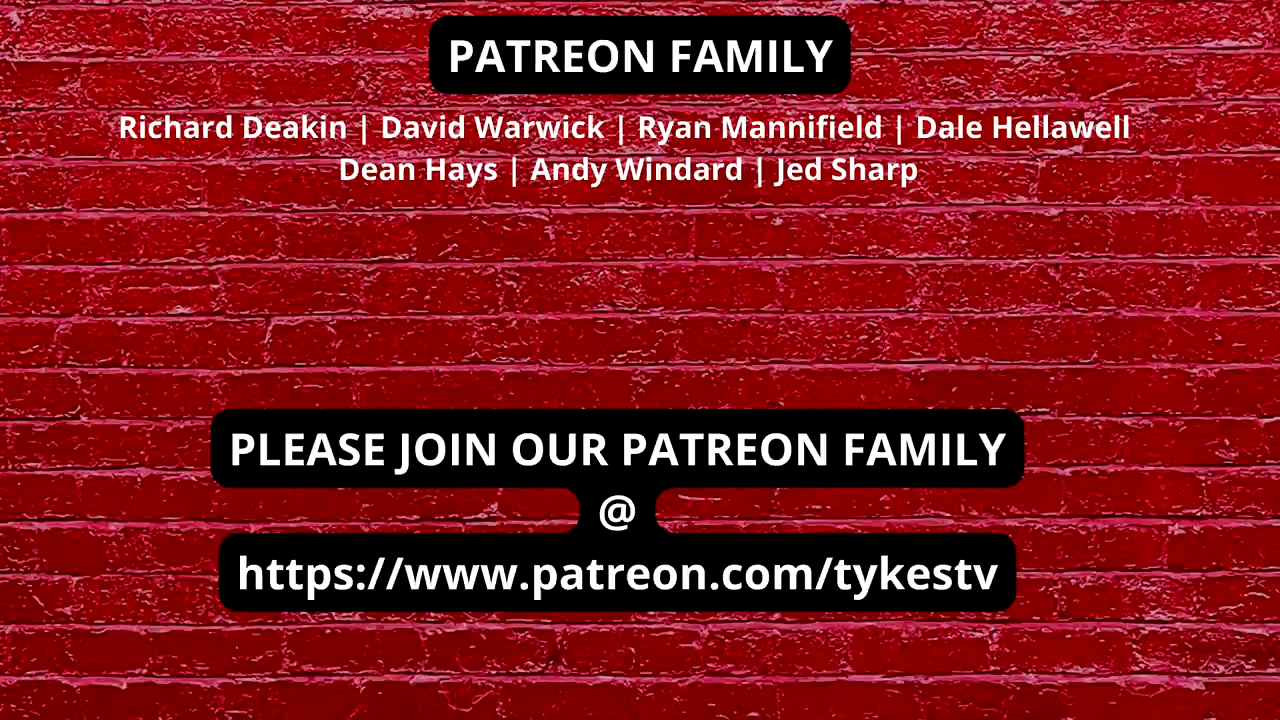 PATREON FAMILY
Richard Deakin | David Warwick | Ryan Mannifield | Dale Hellawell
Dean Hays | Andy Windard | Jed Sharp
PLEASE JOIN OUR PATREON FAMILY
@
https://www.patreon.com/tykestv